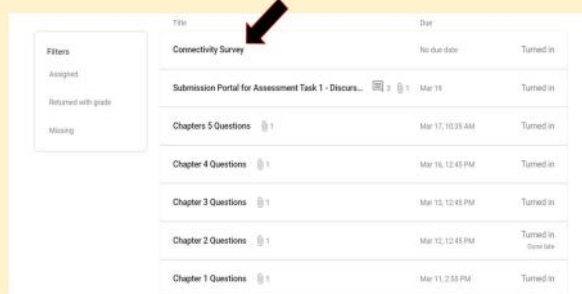 Title Due
Filters
Assigned
Returned with grade
Missing
Connectivity Survey No due date Turned in
Submission Portal for Assessment Task 1 - Discurs... 3 1 Mar 19 Turned in
Chapters 5 Questions 1 Mar 17, 10:35 AM Turned in
Chapter 4 Questions 1 Mar 16, 12:45 PM Turned in
Chapter 3 Questions 1 Mar 13, 12:45 PM Turned in
Chapter 2 Questions 1 Mar 12, 12:45 PM Turned in
Done late
Chapter 1 Questions 1 Mar 11, 2:53 PM Turned in